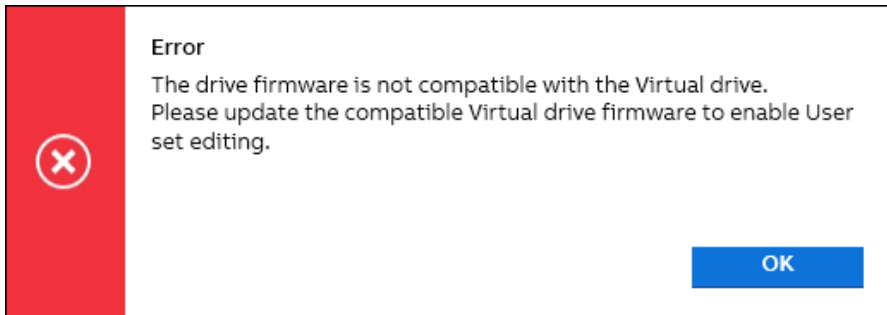 Error
The drive firmware is not compatible with the Virtual drive.
Please update the compatible Virtual drive firmware to enable User
set editing.
OK